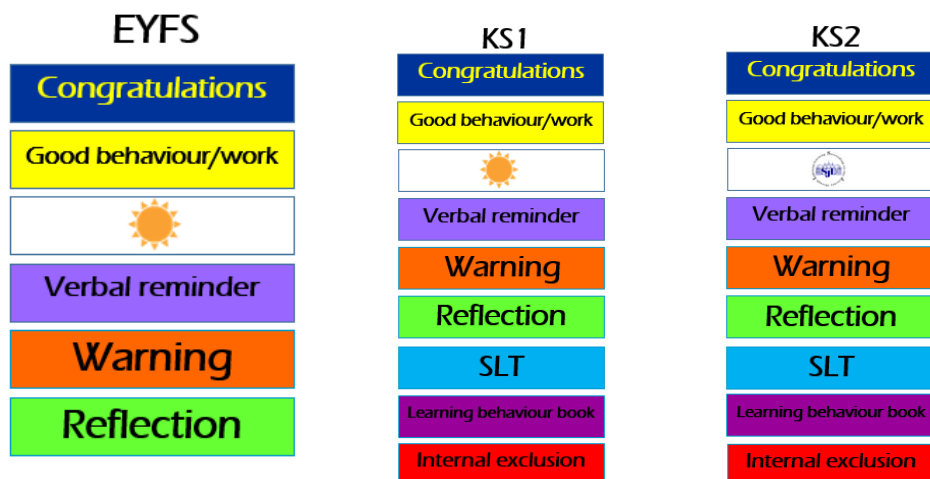 EYFS
Congratulations
Good behaviour/work
Verbal reminder
Warning
Reflection
KS1
Congratulations
Good behaviour/work
Verbal reminder
Warning
Reflection
SLT
Learning behaviour book
Internal exclusion
KS2
Congratulations
Good behaviour/work
Verbal reminder
Warning
Reflection
SLT
Learning behaviour book
Internal exclusion